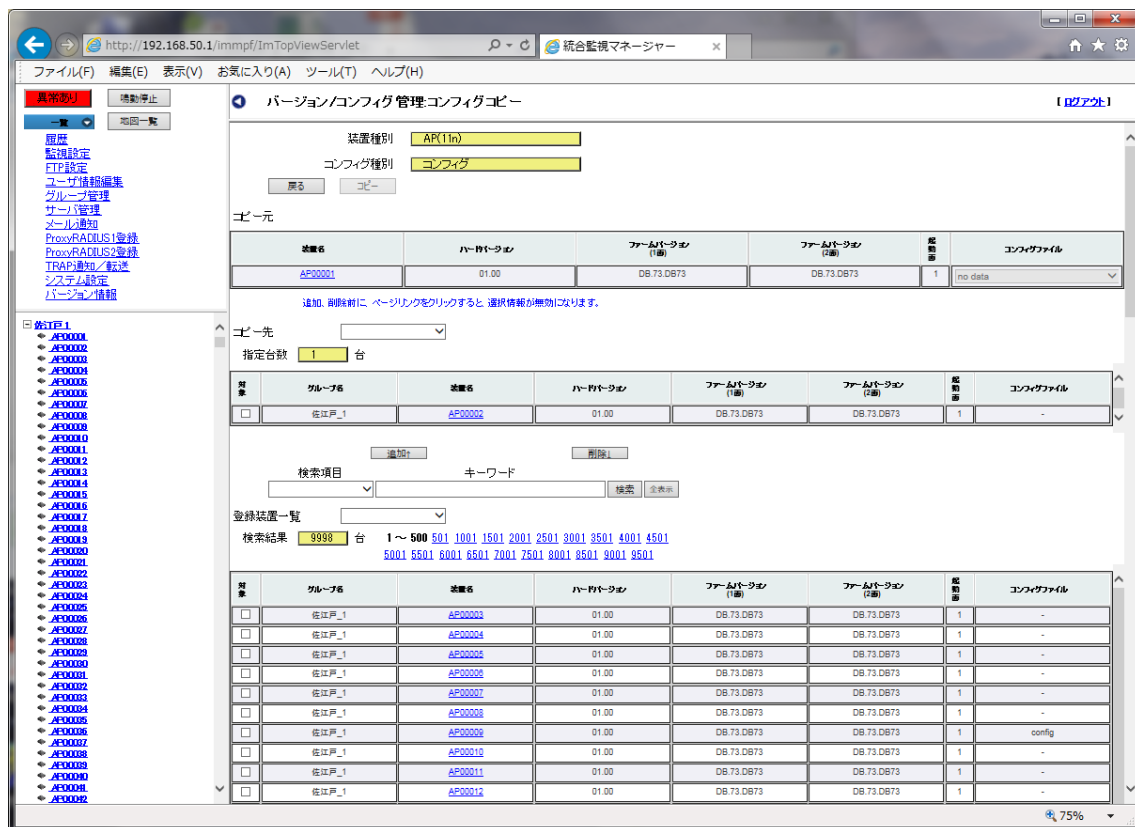 http://192.168.50.1/immpf/ImTopViewServlet
統合監視マネージャー
ファイル(F) 編集(E) 表示(V) お気に入り(A) ツール(T) ヘルプ(H)
異常あり 鳴動停止
一覧 地図一覧
履歴
監視設定
FTP設定
ユーザ情報編集
グループ管理
サーバ管理
メール通知
ProxyRADIUS1登録
ProxyRADIUS2登録
TRAP通知/転送
システム設定
バージョン情報
佐江戸_1
AP00001
AP00002
AP00003
AP00004
AP00005
AP00006
AP00007
AP00008
AP00009
AP00010
AP00011
AP00012
AP00013
AP00014
AP00015
AP00016
AP00017
AP00018
AP00019
AP00020
AP00021
AP00022
AP00023
AP00024
AP00025
AP00026
AP00027
AP00028
AP00029
AP00030
AP00031
AP00032
AP00033
AP00034
AP00035
AP00036
AP00037
AP00038
AP00039
AP00040
AP00041
AP00042
バージョン/コンフィグ管理:コンフィグコピー [ログアウト]
装置種別 AP(11n)
コンフィグ種別 コンフィグ
戻る コピー
コピー元
装置名 ハードバージョン ファームバージョン(1面) ファームバージョン(2面) 起動面 コンフィグファイル
AP00001 01.00 DB.73.DB73 DB.73.DB73 1 no data
追加、削除前に、ページリンクをクリックすると、選択情報が無効になります。
コピー先
指定台数 1 台
対象 グループ名 装置名 ハードバージョン ファームバージョン(1面) ファームバージョン(2面) 起動面 コンフィグファイル
佐江戸_1 AP00002 01.00 DB.73.DB73 DB.73.DB73 1 -
追加↑ 削除↓
検索項目 キーワード
検索 全表示
登録装置一覧
検索結果 9998 台 1~ 500 501 1001 1501 2001 2501 3001 3501 4001 4501
5001 5501 6001 6501 7001 7501 8001 8501 9001 9501
対象 グループ名 装置名 ハードバージョン ファームバージョン(1面) ファームバージョン(2面) 起動面 コンフィグファイル
佐江戸_1 AP00003 01.00 DB.73.DB73 DB.73.DB73 1 -
佐江戸_1 AP00004 01.00 DB.73.DB73 DB.73.DB73 1 -
佐江戸_1 AP00005 01.00 DB.73.DB73 DB.73.DB73 1 -
佐江戸_1 AP00006 01.00 DB.73.DB73 DB.73.DB73 1 -
佐江戸_1 AP00007 01.00 DB.73.DB73 DB.73.DB73 1 -
佐江戸_1 AP00008 01.00 DB.73.DB73 DB.73.DB73 1 -
佐江戸_1 AP00009 01.00 DB.73.DB73 DB.73.DB73 1 config
佐江戸_1 AP00010 01.00 DB.73.DB73 DB.73.DB73 1 -
佐江戸_1 AP00011 01.00 DB.73.DB73 DB.73.DB73 1 -
佐江戸_1 AP00012 01.00 DB.73.DB73 DB.73.DB73 1 -
75%